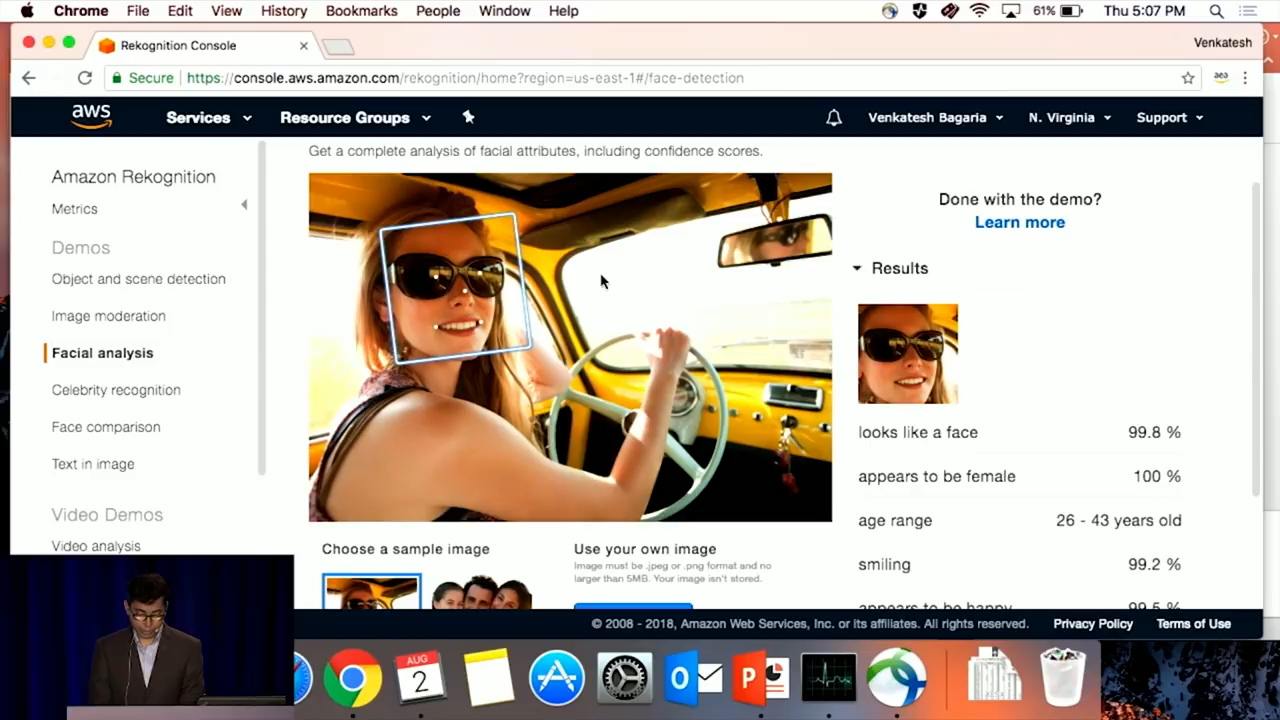 Chrome File Edit View History Bookmarks People Window Help 61% Thu 5:07 PM
Rekognition Console
Venkatesh
Secure https://console.aws.amazon.com/rekognition/home?region=us-east-1#/face-detection
aws Services Resource Groups Venkatesh Bagaria N. Virginia Support
Get a complete analysis of facial attributes, including confidence scores.
Amazon Rekognition
Metrics
Demos
Object and scene detection
Image moderation
Facial analysis
Celebrity recognition
Face comparison
Text in image
Video Demos
Video analysis
Done with the demo?
Learn more
Results
looks like a face 99.8 %
appears to be female 100 %
age range 26 - 43 years old
smiling 99.2 %
appears to be happy 99.5 %
Choose a sample image
Use your own image
Image must be .jpeg or .png format and no
larger than 5MB. Your image isn't stored.
© 2008 - 2018, Amazon Web Services, Inc. or its affiliates. All rights reserved. Privacy Policy Terms of Use
AUG
2